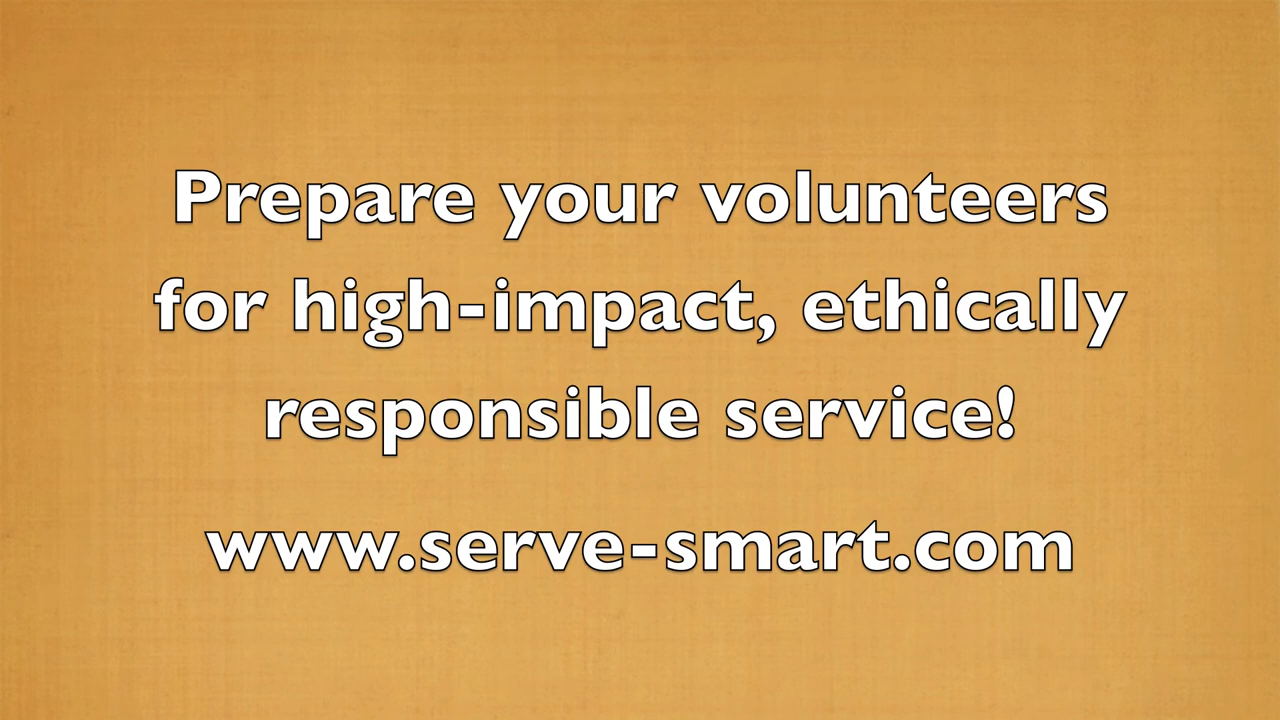 Prepare your volunteers
for high-impact, ethically
responsible service!
www.serve-smart.com